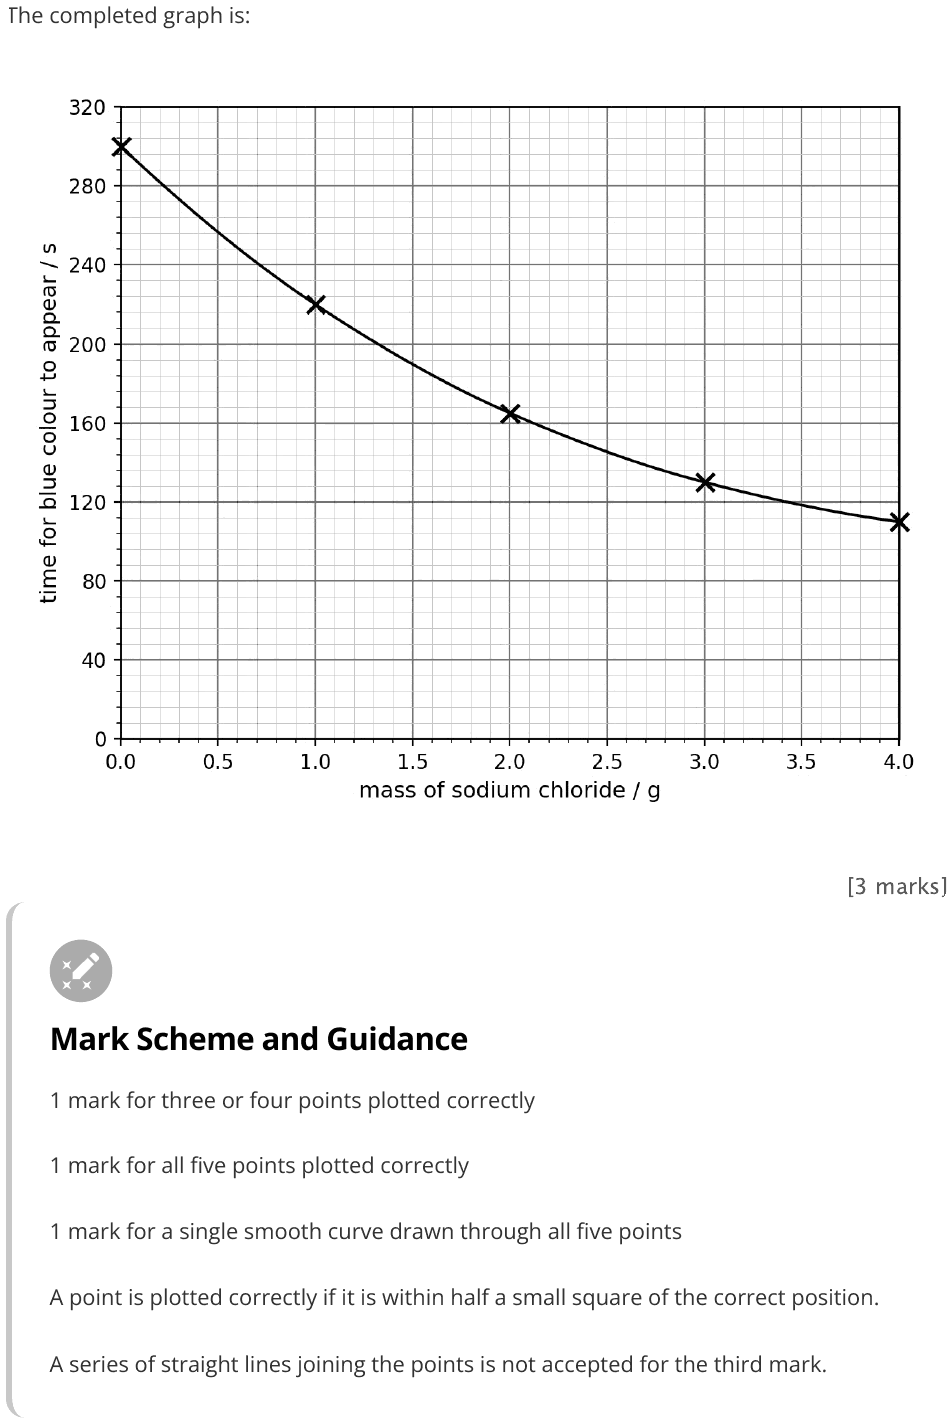 The completed graph is:
320
280
240
200
160
120
80
40
0
time for blue colour to appear / s
0.0 0.5 1.0 1.5 2.0 2.5 3.0 3.5 4.0
mass of sodium chloride / g
[3 marks]
Mark Scheme and Guidance
1 mark for three or four points plotted correctly
1 mark for all five points plotted correctly
1 mark for a single smooth curve drawn through all five points
A point is plotted correctly if it is within half a small square of the correct position.
A series of straight lines joining the points is not accepted for the third mark.